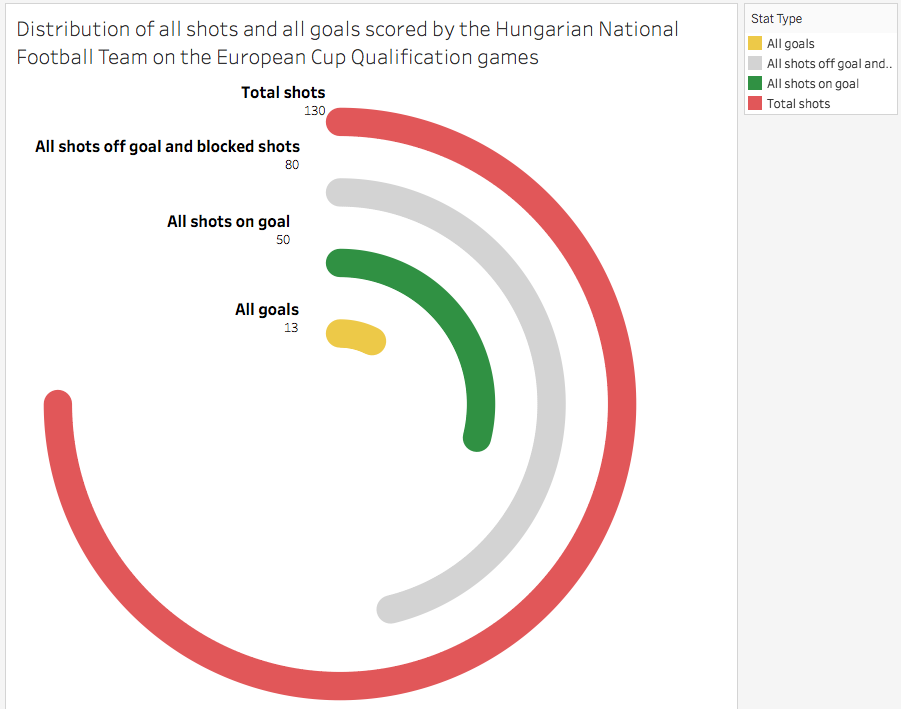 Distribution of all shots and all goals scored by the Hungarian National
Football Team on the European Cup Qualification games
Total shots
130
All shots off goal and blocked shots
80
All shots on goal
50
All goals
13
Stat Type
All goals
All shots off goal and..
All shots on goal
Total shots